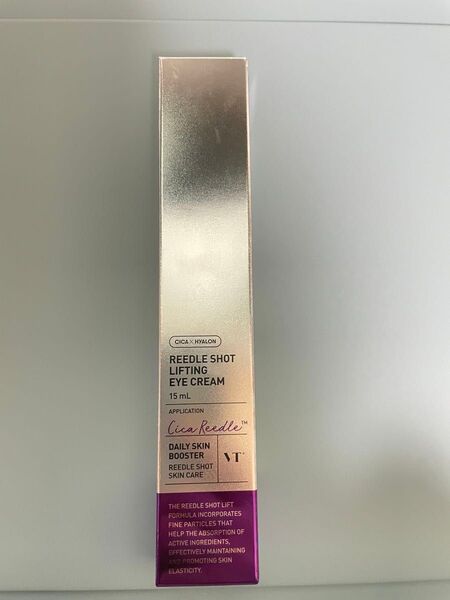 CICA × HYALON
REEDLE SHOT
LIFTING
EYE CREAM
15 mL
APPLICATION
Cica Reedle™
DAILY SKIN
BOOSTER
REEDLE SHOT
SKIN CARE
VT
THE REEDLE SHOT LIFT
FORMULA INCORPORATES
FINE PARTICLES THAT
HELP THE ABSORPTION OF
ACTIVE INGREDIENTS,
EFFECTIVELY MAINTAINING
AND PROMOTING SKIN
ELASTICITY.